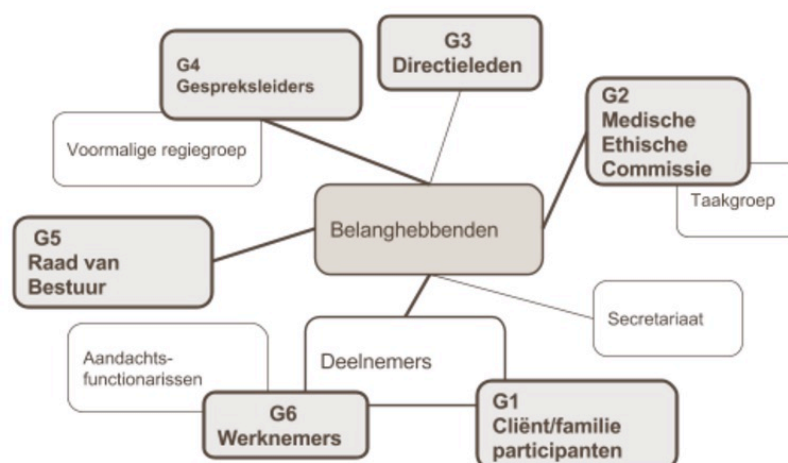 G3
Directieleden
G4
Gespreksleiders
G2
Medische
Ethische
Commissie
Voormalige regiegroep
Taakgroep
Belanghebbenden
G5
Raad van
Bestuur
Secretariaat
Aandachts-
functionarissen
Deelnemers
G6
Werknemers
G1
Cliënt/familie
participanten